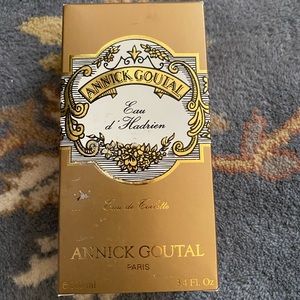 ANNICK GOUTAL
Eau
d'Hadrien
Eau de Toilette
ANNICK GOUTAL
PARIS
3.4 Fl. Oz